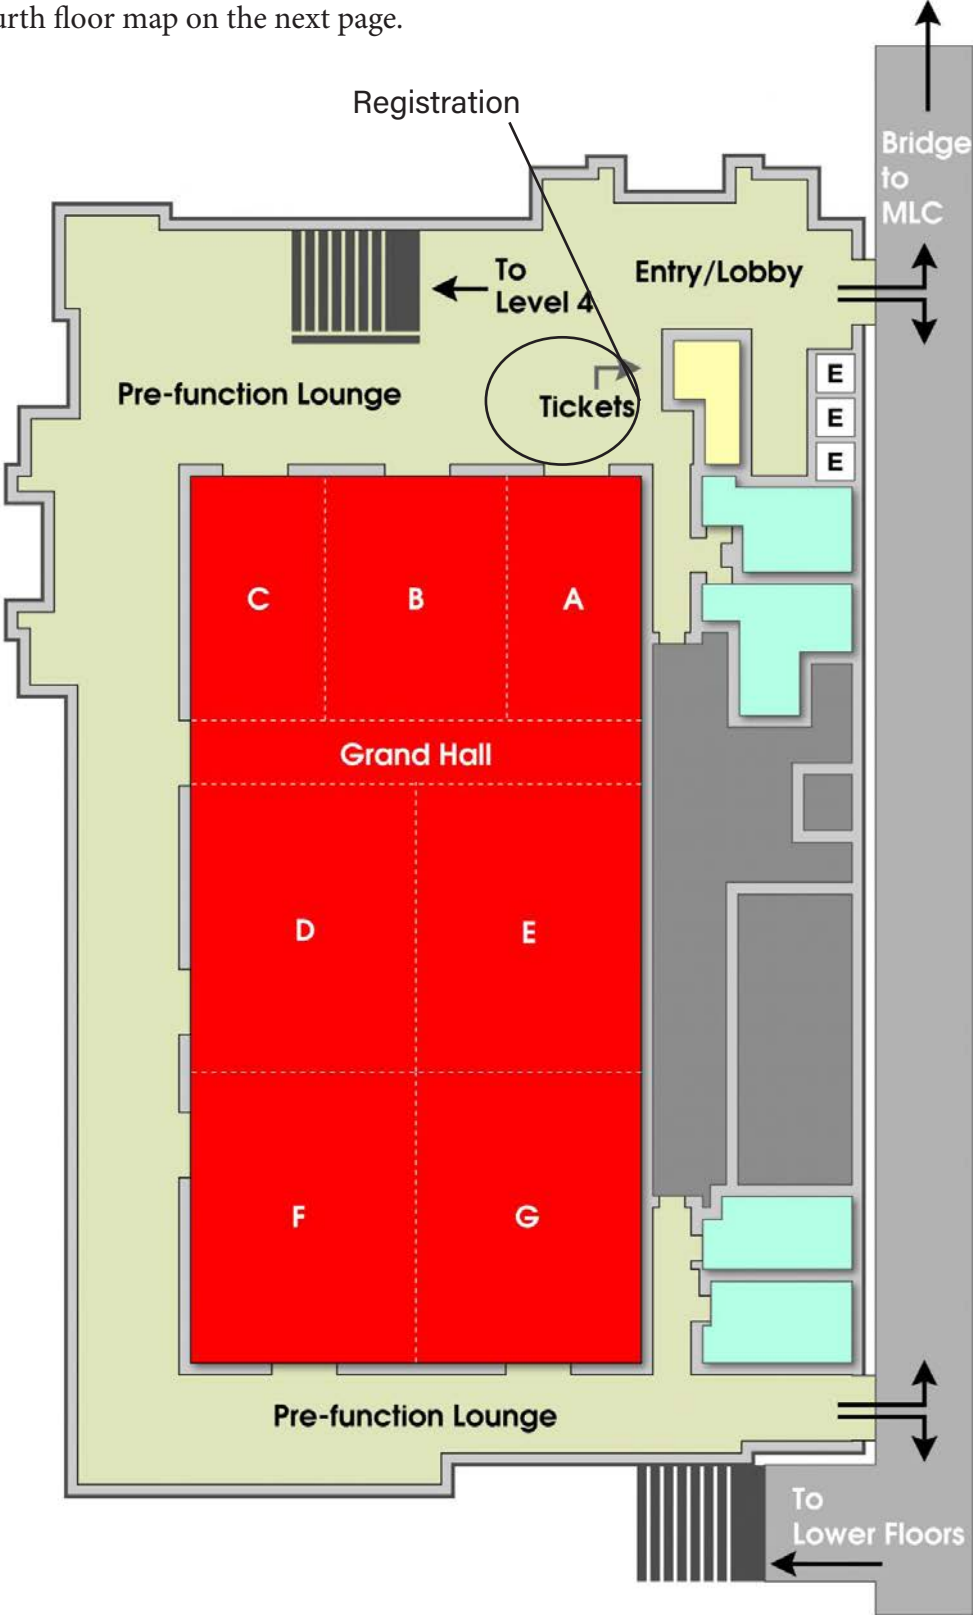 urth floor map on the next page.
Registration
Bridge
to
MLC
To
Level 4
Entry/Lobby
Pre-function Lounge
Tickets
E
E
E
C
B
A
Grand Hall
D
E
F
G
Pre-function Lounge
To
Lower Floors